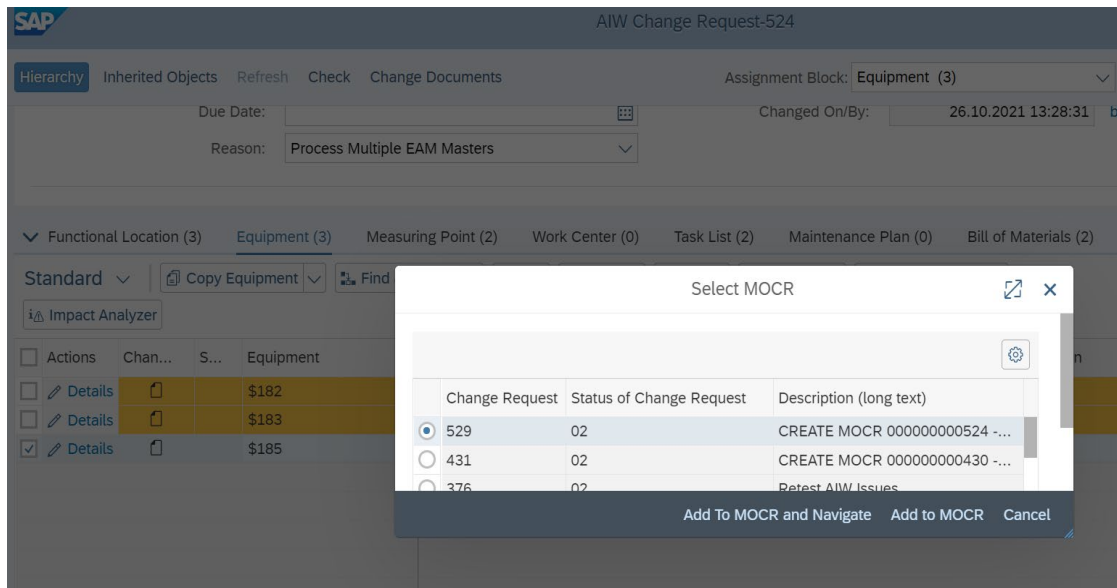 SAP
AIW Change Request-524
Hierarchy Inherited Objects Refresh Check Change Documents Assignment Block: Equipment (3)
Due Date: Changed On/By: 26.10.2021 13:28:31
Reason: Process Multiple EAM Masters
Functional Location (3) Equipment (3) Measuring Point (2) Work Center (0) Task List (2) Maintenance Plan (0) Bill of Materials (2)
Standard Copy Equipment Find
Impact Analyzer
Select MOCR
Actions Chan... S... Equipment
Details $182
Details $183
Details $185
Change Request Status of Change Request Description (long text)
529 02 CREATE MOCR 000000000524 -...
431 02 CREATE MOCR 000000000430 -...
376 02 Retest AIW Issues
Add To MOCR and Navigate Add to MOCR Cancel